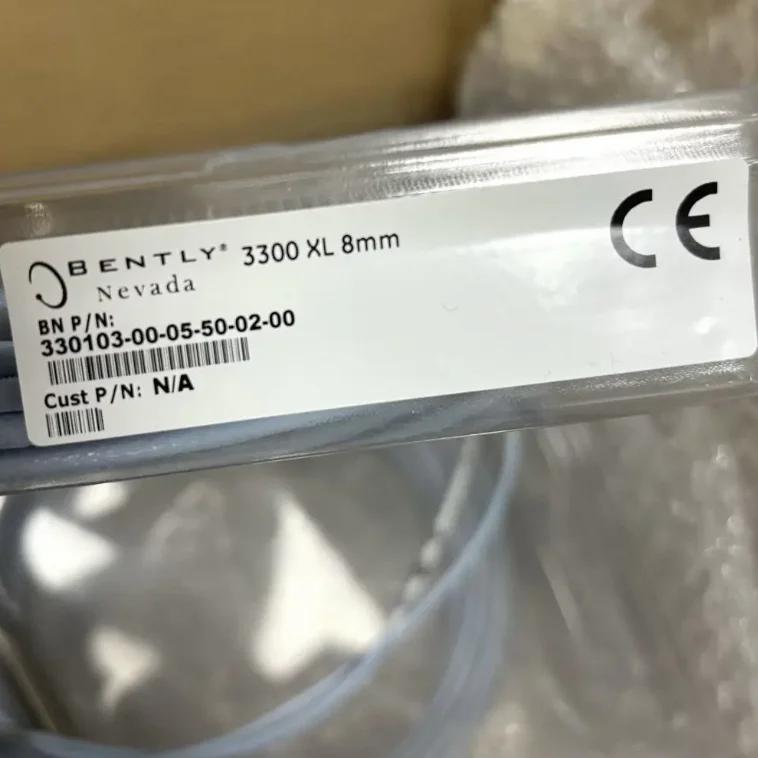 BENTLY® 3300 XL 8mm
Nevada
BN P/N:
330103-00-05-50-02-00
Cust P/N: N/A
CE